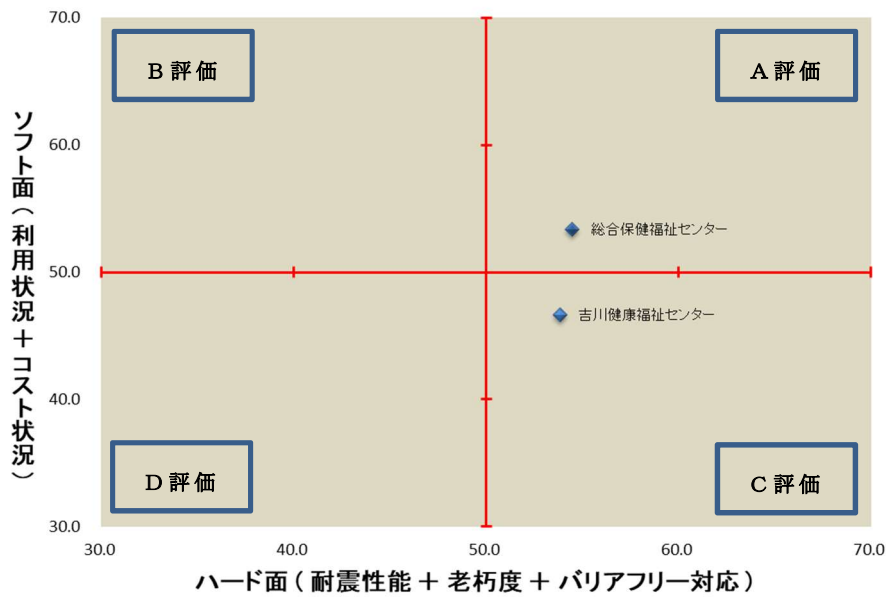 70.0
B評価
A評価
60.0
総合保健福祉センター
50.0
吉川健康福祉センター
40.0
D評価
C評価
30.0
30.0 40.0 50.0 60.0 70.0
ソフト面(利用状況+コスト状況)
ハード面(耐震性能+老朽度+バリアフリー対応)